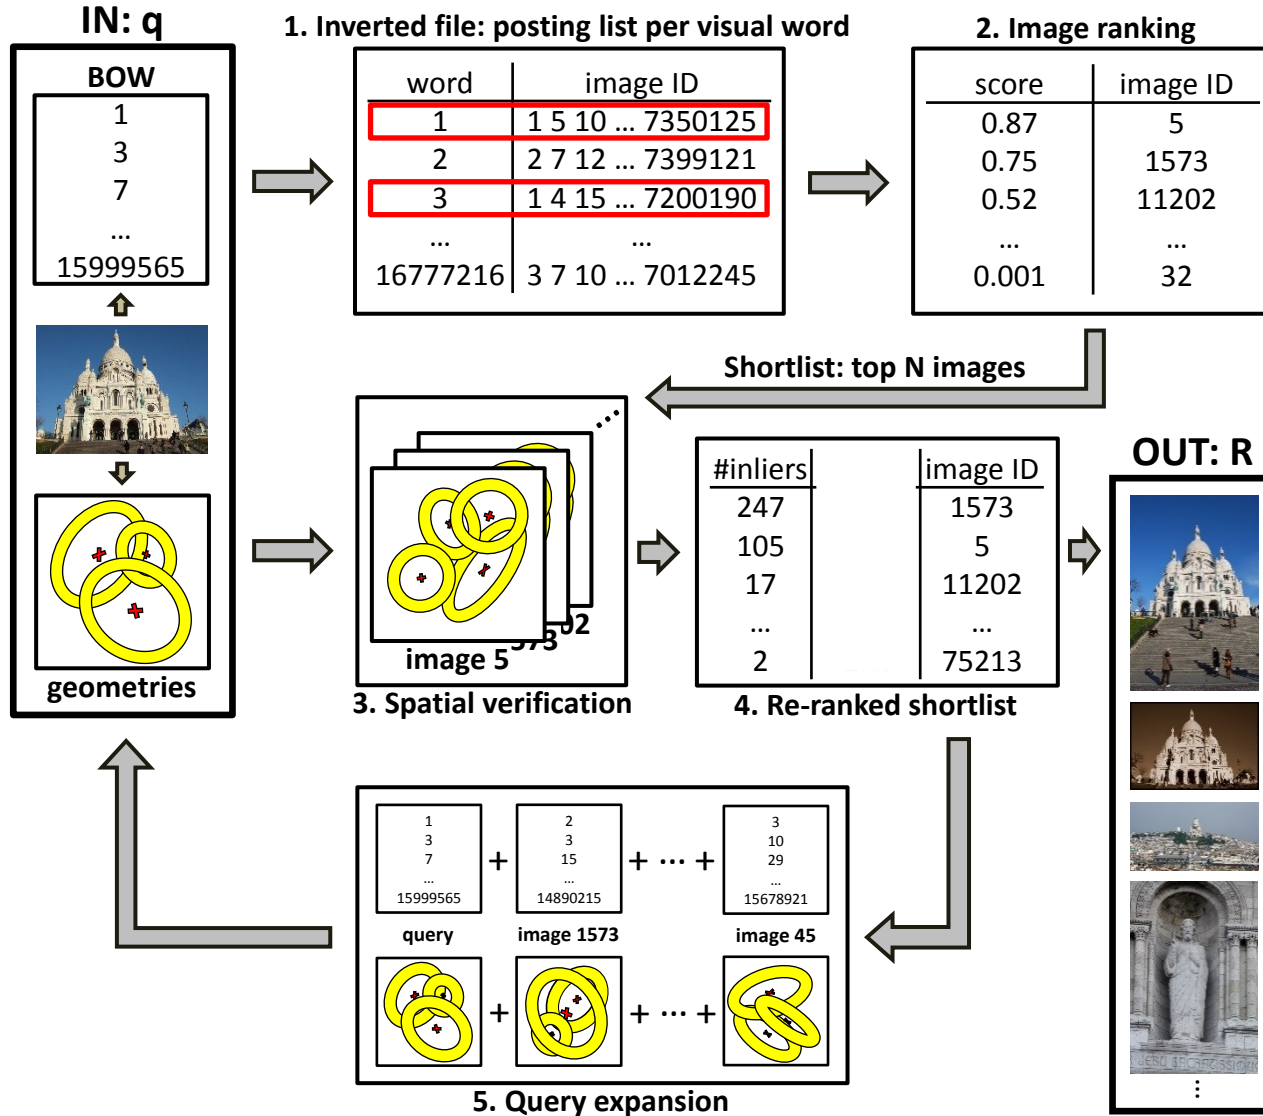 IN: q
BOW
1
3
7
...
15999565
geometries
1. Inverted file: posting list per visual word
word image ID
1 1 5 10 ... 7350125
2 2 7 12 ... 7399121
3 1 4 15 ... 7200190
... ...
16777216 3 7 10 ... 7012245
2. Image ranking
score image ID
0.87 5
0.75 1573
0.52 11202
... ...
0.001 32
Shortlist: top N images
image 5
573
02
3. Spatial verification
#inliers image ID
247 1573
105 5
17 11202
... ...
2 75213
4. Re-ranked shortlist
OUT: R
1 2 3
3 3 10
7 15 29
... ... ...
15999565 14890215 15678921
+ + ... +
query image 1573 image 45
+ + ... +
5. Query expansion